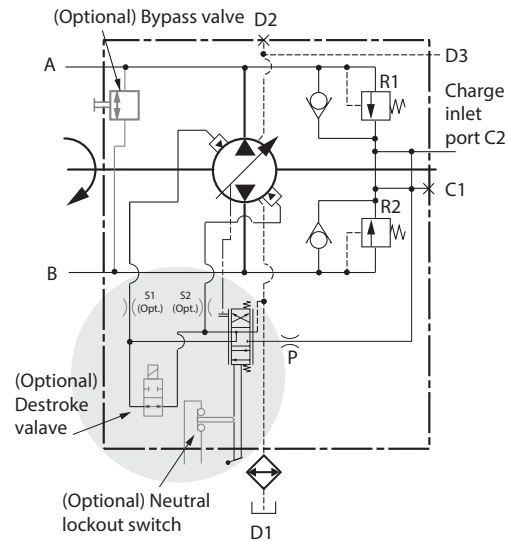 (Optional) Bypass valve
D2
D3
A
R1
Charge
inlet
port C2
C1
R2
B
S1
(Opt.)
S2
(Opt.)
P
(Optional)
Destroke
valave
(Optional) Neutral
lockout switch
D1